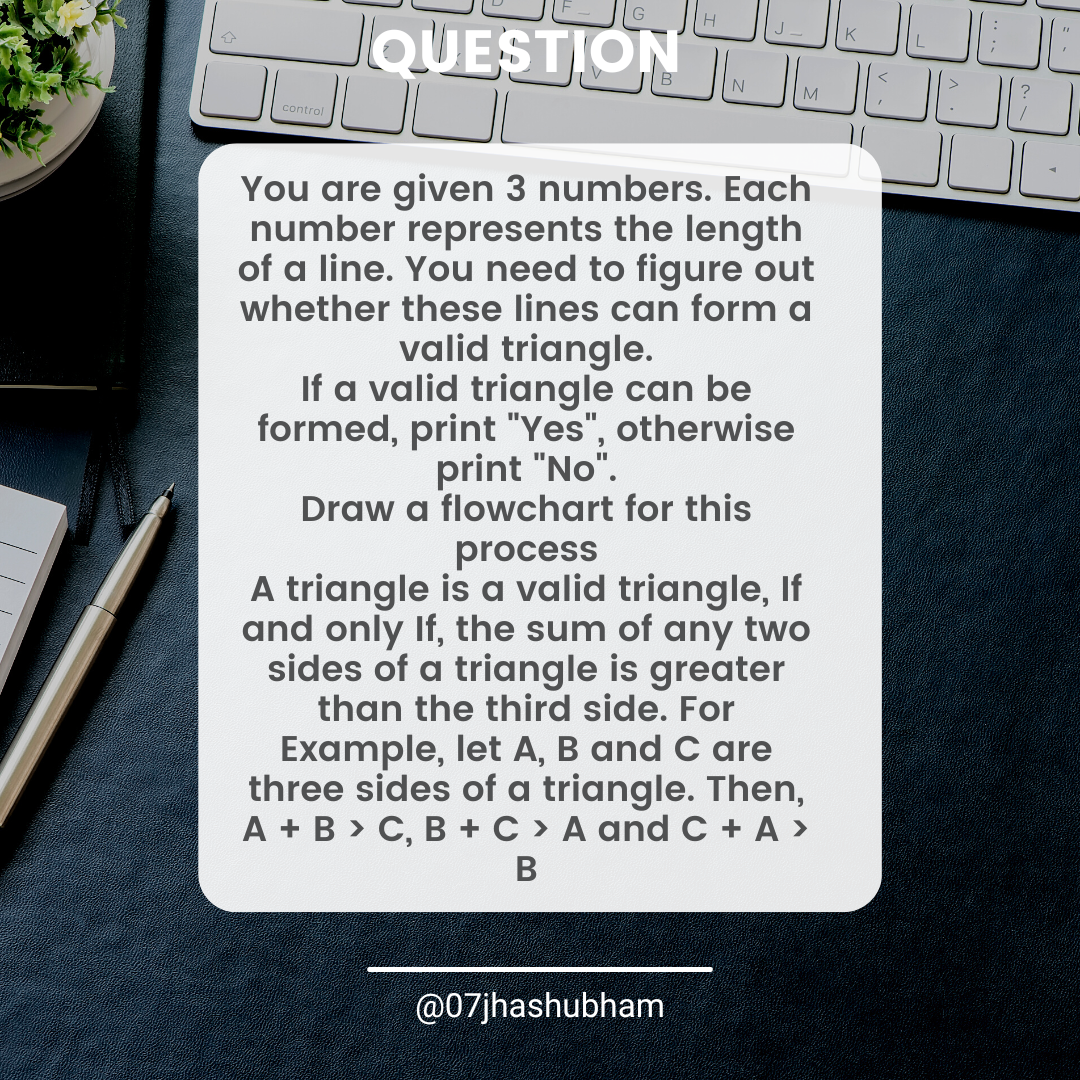 D F_ G H J_ K L : ; " '
QUESTION
V B N M < , > . ? /
control
You are given 3 numbers. Each
number represents the length
of a line. You need to figure out
whether these lines can form a
valid triangle.
If a valid triangle can be
formed, print "Yes", otherwise
print "No".
Draw a flowchart for this
process
A triangle is a valid triangle, If
and only If, the sum of any two
sides of a triangle is greater
than the third side. For
Example, let A, B and C are
three sides of a triangle. Then,
A + B > C, B + C > A and C + A >
B
@07jhashubham